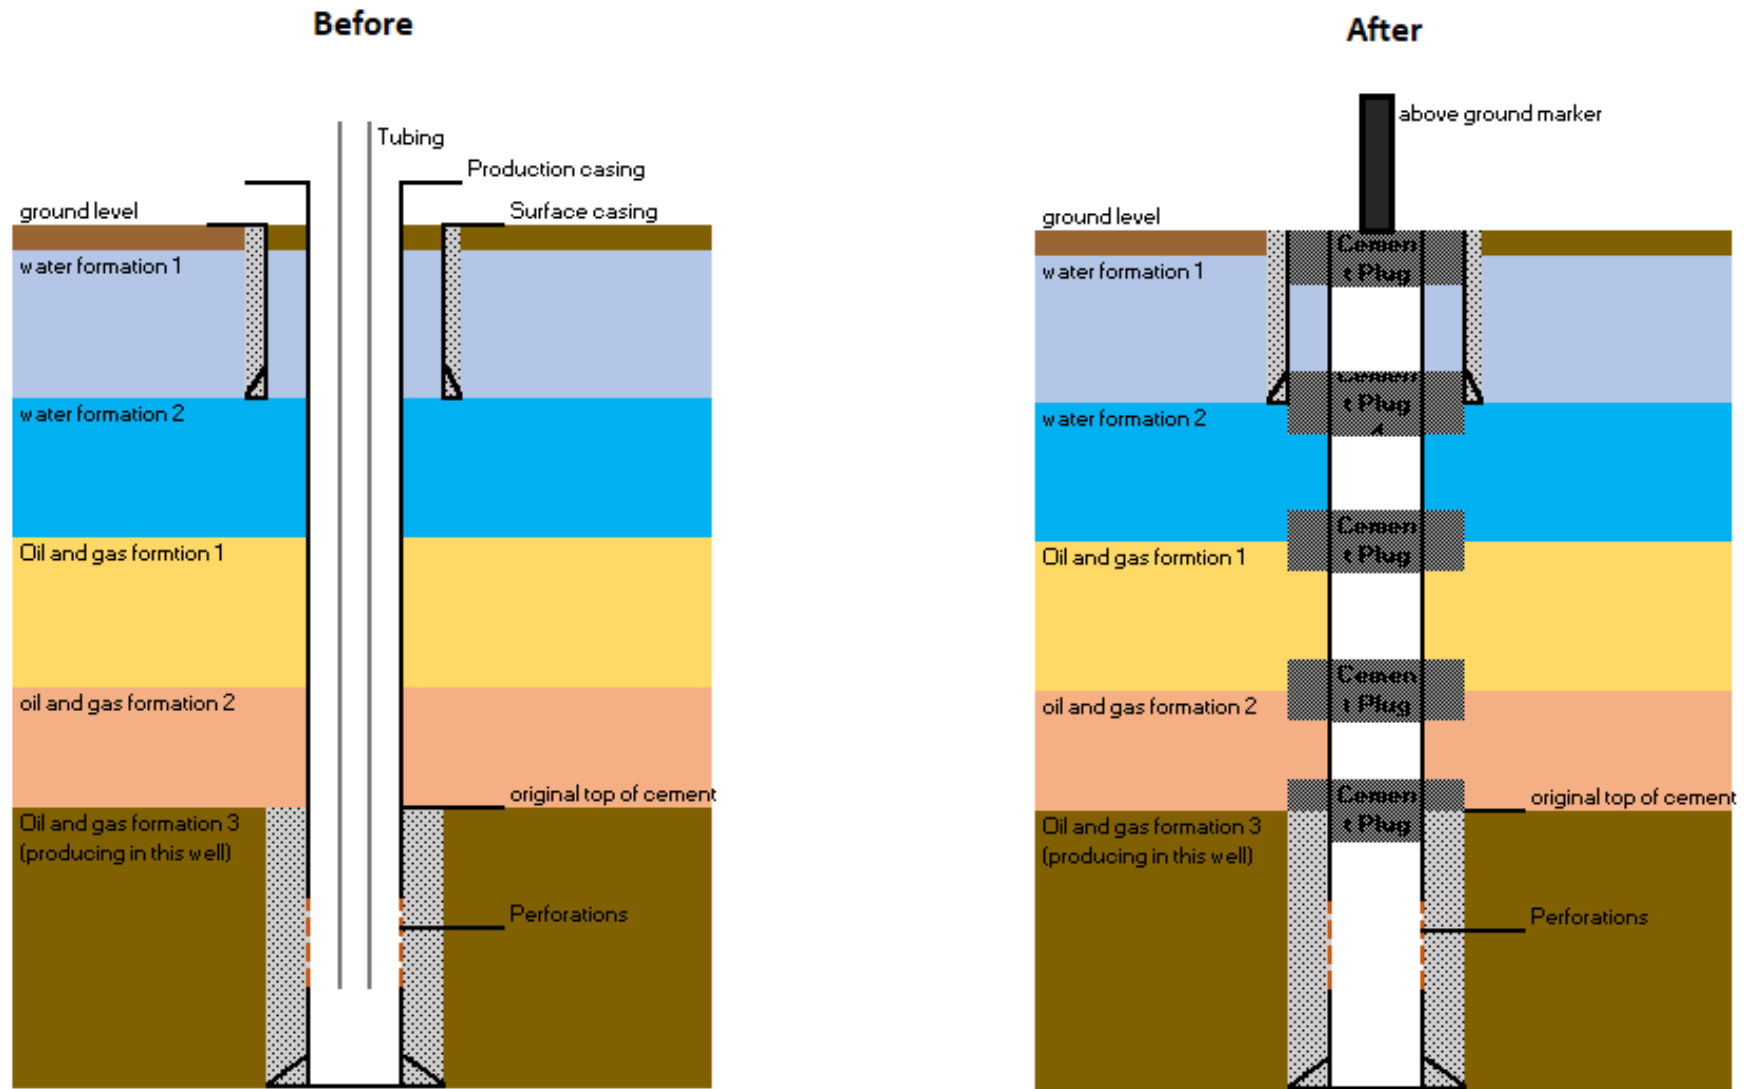 Before
Tubing
Production casing
ground level
Surface casing
water formation 1
water formation 2
Oil and gas formtion 1
oil and gas formation 2
original top of cement
Oil and gas formation 3
(producing in this well)
Perforations
After
above ground marker
ground level
Cemen
t Plug
water formation 1
Cemen
t Plug
water formation 2
Cemen
t Plug
Oil and gas formtion 1
Cemen
t Plug
oil and gas formation 2
Cemen
t Plug
original top of cement
Oil and gas formation 3
(producing in this well)
Perforations